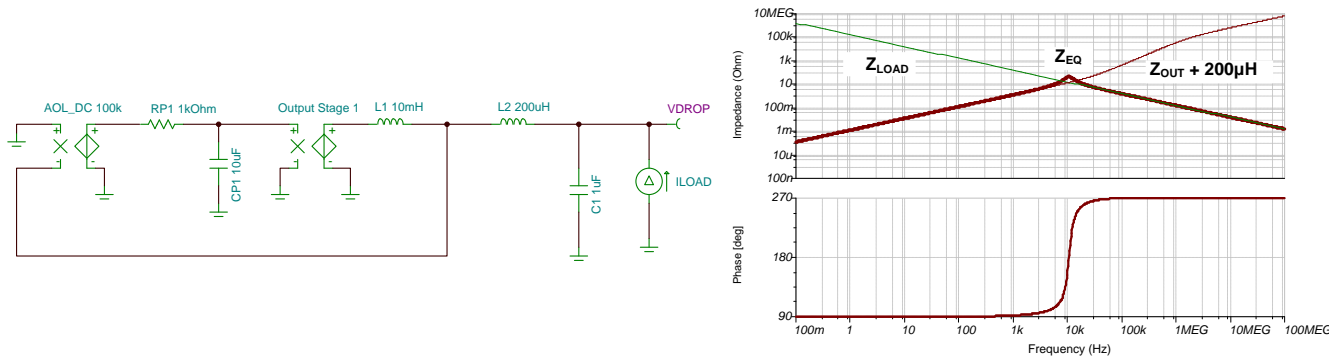 AOL_DC 100k
RP1 1kOhm
CP1 10uF
Output Stage 1
L1 10mH
L2 200uH
C1 1uF
VDROP
ILOAD
+
-
+
-
+
-
+
-
Impedance (Ohm)
10MEG
100k
1k
10
100m
1m
10u
100n
ZLOAD
ZEQ
ZOUT + 200µH
Phase [deg]
270
180
90
100m
1
10
100
1k
10k
100k
1MEG
10MEG
100MEG
Frequency (Hz)